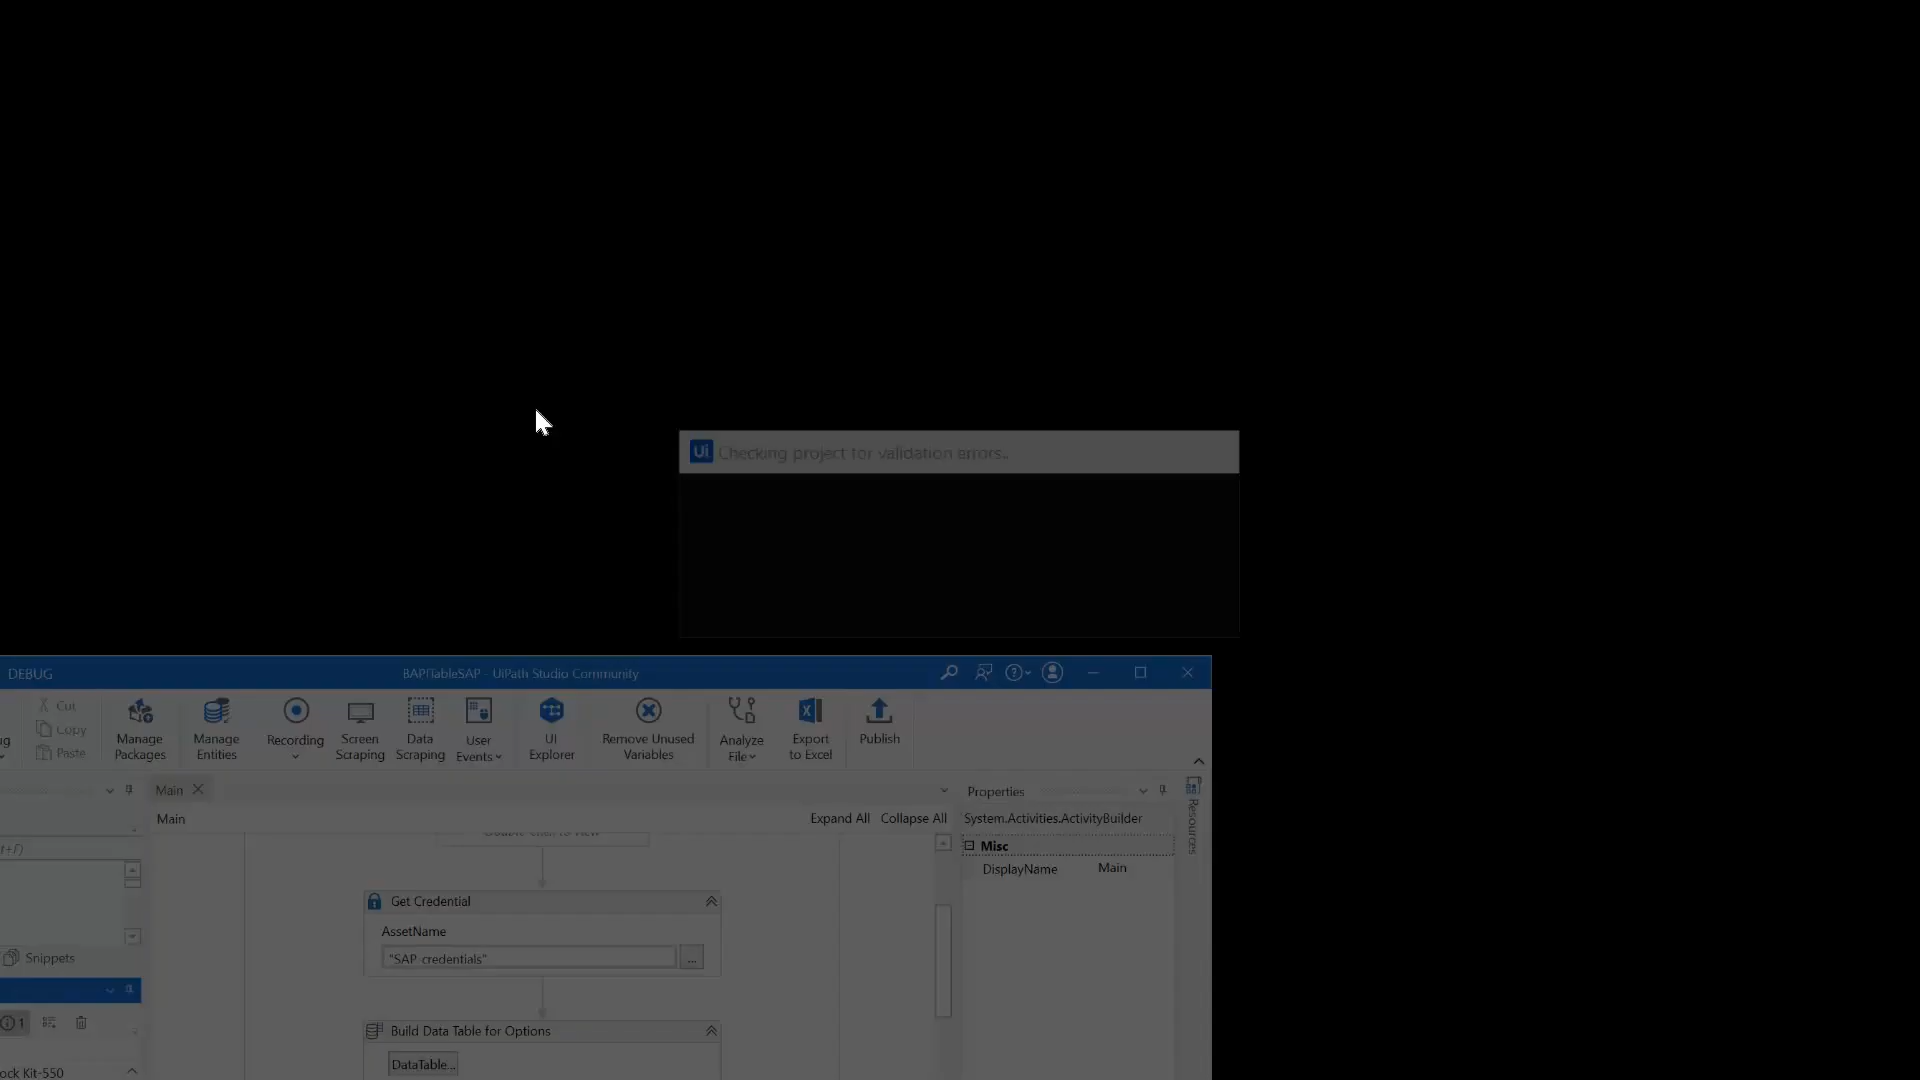 Ui Checking project for validation errors..
DEBUG
BAPITableSAP - UiPath Studio Community
Cut
Copy
Paste
Manage Packages
Manage Entities
Recording
Screen Scraping
Data Scraping
User Events
UI Explorer
Remove Unused Variables
Analyze File
Export to Excel
Publish
Main
Properties
Resources
Main
Expand All
Collapse All
System.Activities.ActivityBuilder
Misc
DisplayName
Main
Get Credential
AssetName
"SAP_credentials"
...
Snippets
1
Build Data Table for Options
DataTable...
ock Kit-550